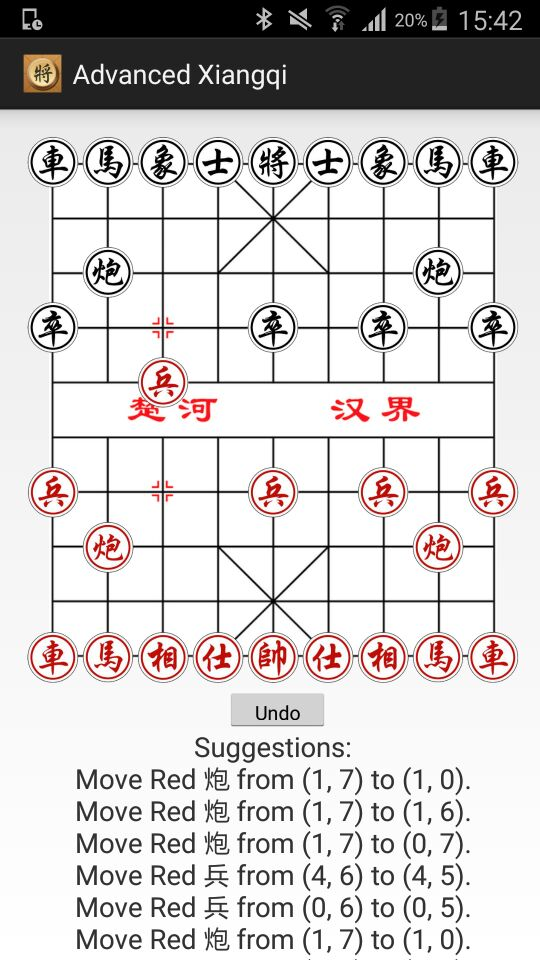 20% 15:42
將 Advanced Xiangqi
車馬象士將士象馬車
炮 炮
卒 卒 卒 卒
兵
楚河 汉界
兵 兵 兵 兵
炮 炮
車馬相仕帥仕相馬車
Undo
Suggestions:
Move Red 炮 from (1, 7) to (1, 0).
Move Red 炮 from (1, 7) to (1, 6).
Move Red 炮 from (1, 7) to (0, 7).
Move Red 兵 from (4, 6) to (4, 5).
Move Red 兵 from (0, 6) to (0, 5).
Move Red 炮 from (1, 7) to (1, 0).